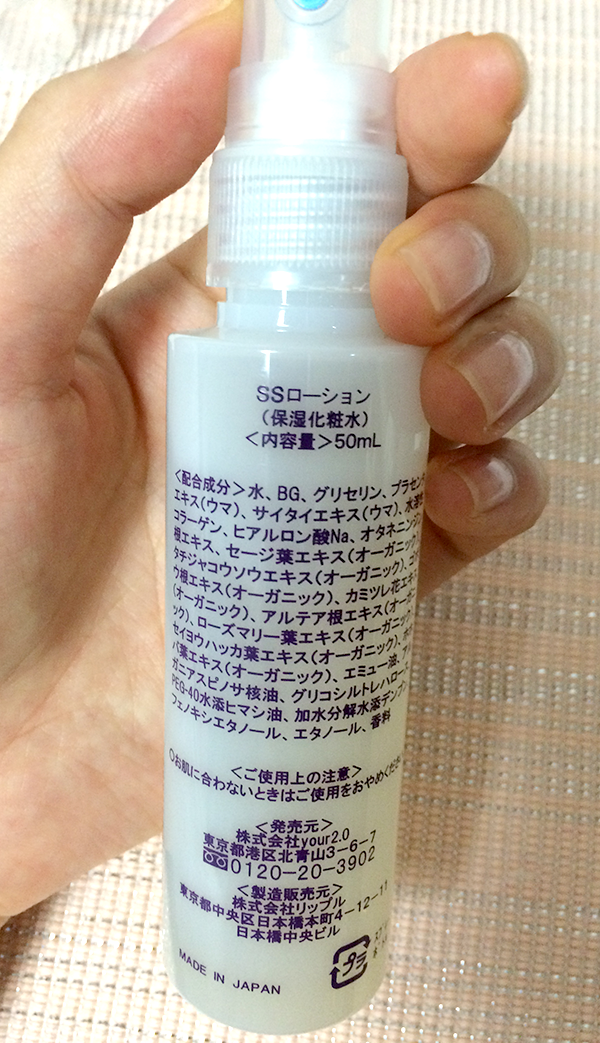 SSローション
(保湿化粧水)
<内容量>50mL
<配合成分>水、BG、グリセリン、プラセンタ
エキス(ウマ)、サイタイエキス(ウマ)、水溶性
コラーゲン、ヒアルロン酸Na、オタネニンジン
根エキス、セージ葉エキス(オーガニック)、
タチジャコウソウエキス(オーガニック)、ゴ
ウ根エキス(オーガニック)、カミツレ花エキス
(オーガニック)、アルテア根エキス(オーガニ
ック)、ローズマリー葉エキス(オーガニック)、
セイヨウハッカ葉エキス(オーガニック)、
バ葉エキス(オーガニック)、エミュー油、ア
ガニアスピノサ核油、グリコシルトレハロース、
PEG-40水添ヒマシ油、加水分解水添デンプン、
フェノキシエタノール、エタノール、香料
<ご使用上の注意>
○お肌に合わないときはご使用をおやめくださ
<発売元>
株式会社your2.0
東京都港区北青山3-6-7
0120-20-3902
<製造販売元>
株式会社リップル
東京都中央区日本橋本町4-12-11
日本橋中央ビル
プラ
MADE IN JAPAN